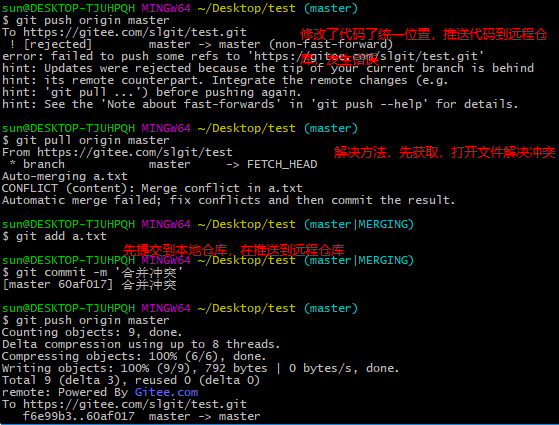 sun@DESKTOP-TJUHPQH MINGW64 ~/Desktop/test (master)
$ git push origin master
To https://gitee.com/slgit/test.git
修改了代码了统一位置，推送代码到远程仓
! [rejected]        master -> master (non-fast-forward)
error: failed to push some refs to 'https://gitee.com/slgit/test.git'
hint: Updates were rejected because the tip of your current branch is behind
hint: its remote counterpart. Integrate the remote changes (e.g.
hint: 'git pull ...') before pushing again.
hint: See the 'Note about fast-forwards' in 'git push --help' for details.
sun@DESKTOP-TJUHPQH MINGW64 ~/Desktop/test (master)
$ git pull origin master
From https://gitee.com/slgit/test
解决方法，先获取，打开文件解决冲突
* branch            master     -> FETCH_HEAD
Auto-merging a.txt
CONFLICT (content): Merge conflict in a.txt
Automatic merge failed; fix conflicts and then commit the result.
sun@DESKTOP-TJUHPQH MINGW64 ~/Desktop/test (master|MERGING)
$ git add a.txt
先提交到本地仓库，在推送到远程仓库
sun@DESKTOP-TJUHPQH MINGW64 ~/Desktop/test (master|MERGING)
$ git commit -m '合并冲突'
[master 60af017] 合并冲突
sun@DESKTOP-TJUHPQH MINGW64 ~/Desktop/test (master)
$ git push origin master
Counting objects: 9, done.
Delta compression using up to 8 threads.
Compressing objects: 100% (6/6), done.
Writing objects: 100% (9/9), 792 bytes | 0 bytes/s, done.
Total 9 (delta 3), reused 0 (delta 0)
remote: Powered By Gitee.com
To https://gitee.com/slgit/test.git
f6e99b3..60af017  master -> master